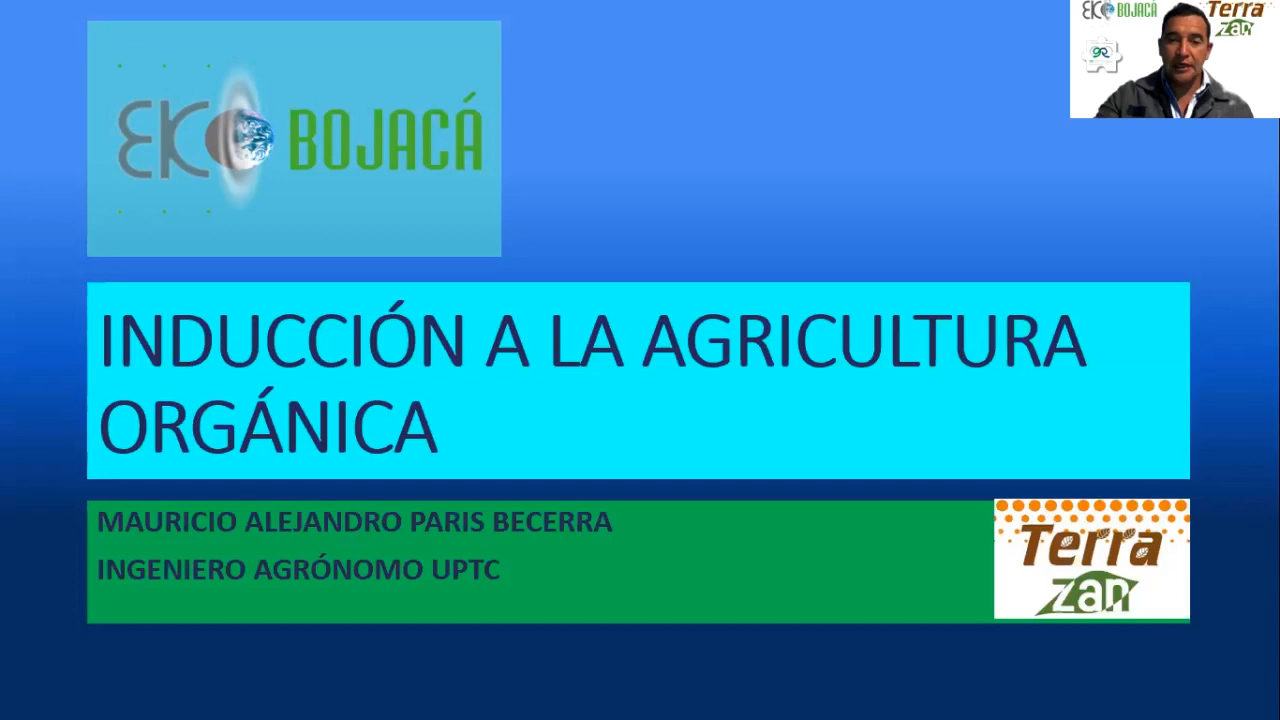 EKO BOJACÁ
EKO BOJACÁ
Terra
zan
INDUCCIÓN A LA AGRICULTURA
ORGÁNICA
MAURICIO ALEJANDRO PARIS BECERRA
INGENIERO AGRÓNOMO UPTC
Terra
zan